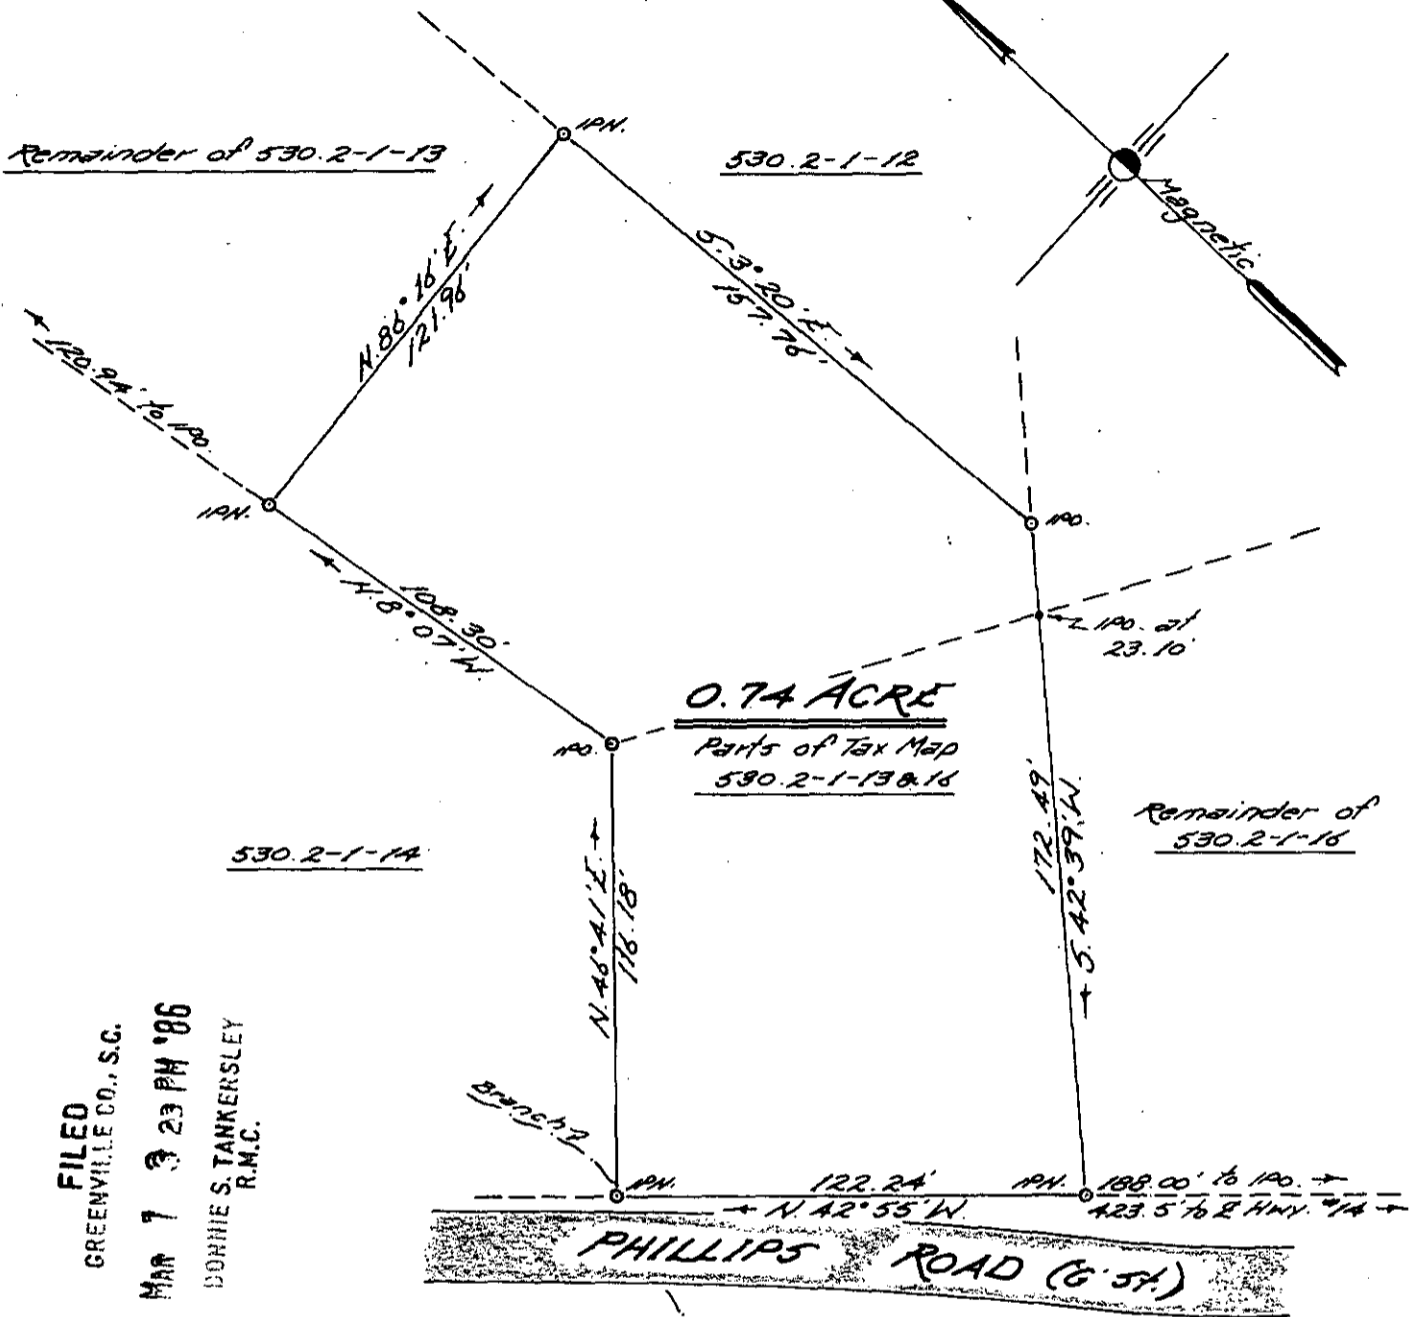 IPN.
Remainder of 530.2-1-13
530.2-1-12
Magnetic
N. 86° 16' E.
121.96'
S. 3° 20' E.
157.76'
120.94' to IPO.
IPN.
IPO.
108.30'
N. 8° 07' W.
IPO. at
23.10'
0.74 ACRE
Parts of Tax Map
530.2-1-13&16
IPO.
172.49'
S. 42° 39' W.
Remainder of
530.2-1-16
530.2-1-14
N. 46° 41' E.
116.18'
Branch
IPN.
122.24'
N. 42° 55' W.
IPN.
188.00' to IPO.
423.5' to ℄ HWY. #14
PHILLIPS ROAD
FILED
GREENVILLE CO., S.C.
MAR 7 3 23 PM '86
DONNIE S. TANKERSLEY
R.M.C.